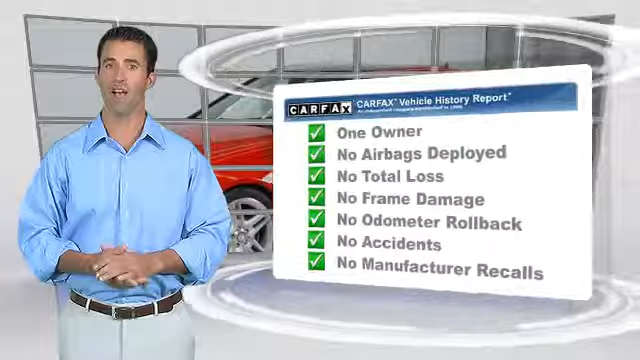 CARFAX CARFAX Vehicle History Report
One Owner
No Airbags Deployed
No Total Loss
No Frame Damage
No Odometer Rollback
No Accidents
No Manufacturer Recalls